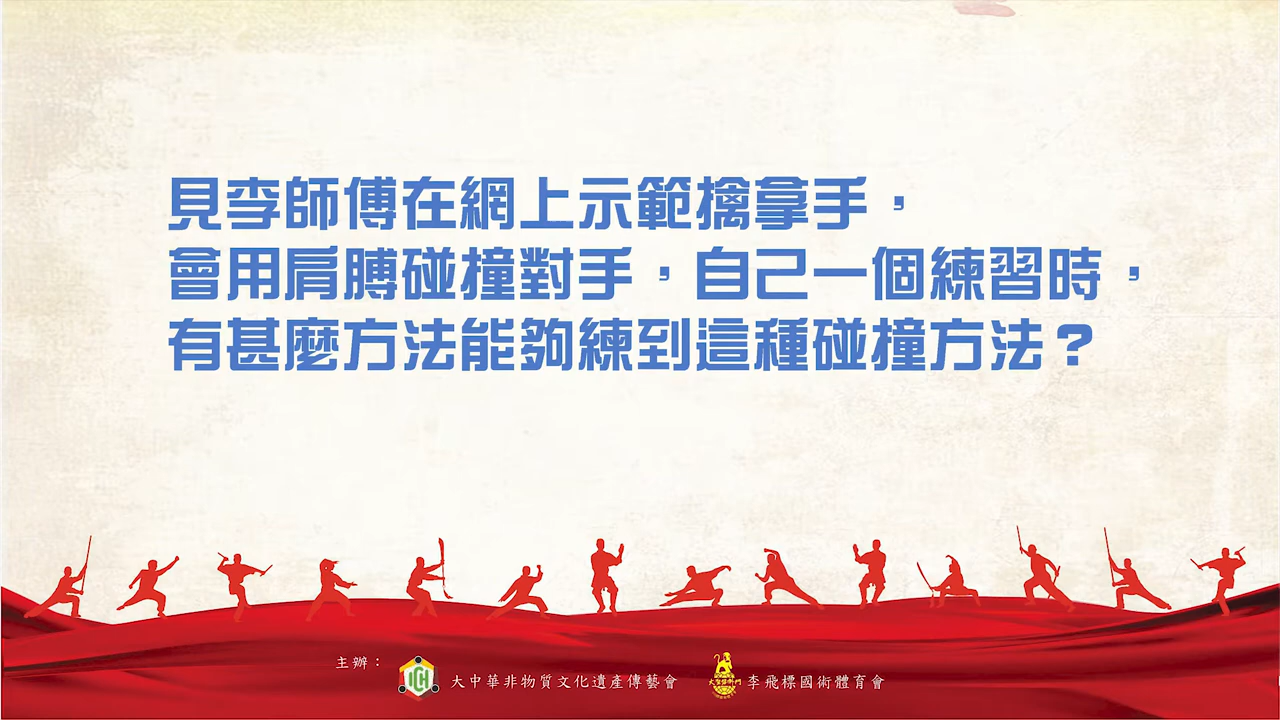 見李師傅在網上示範擒拿手，
會用肩膊碰撞對手，自己一個練習時，
有甚麼方法能夠練到這種碰撞方法？
主辦：
ICH
大中華非物質文化遺產傳藝會
李飛標國術體育會